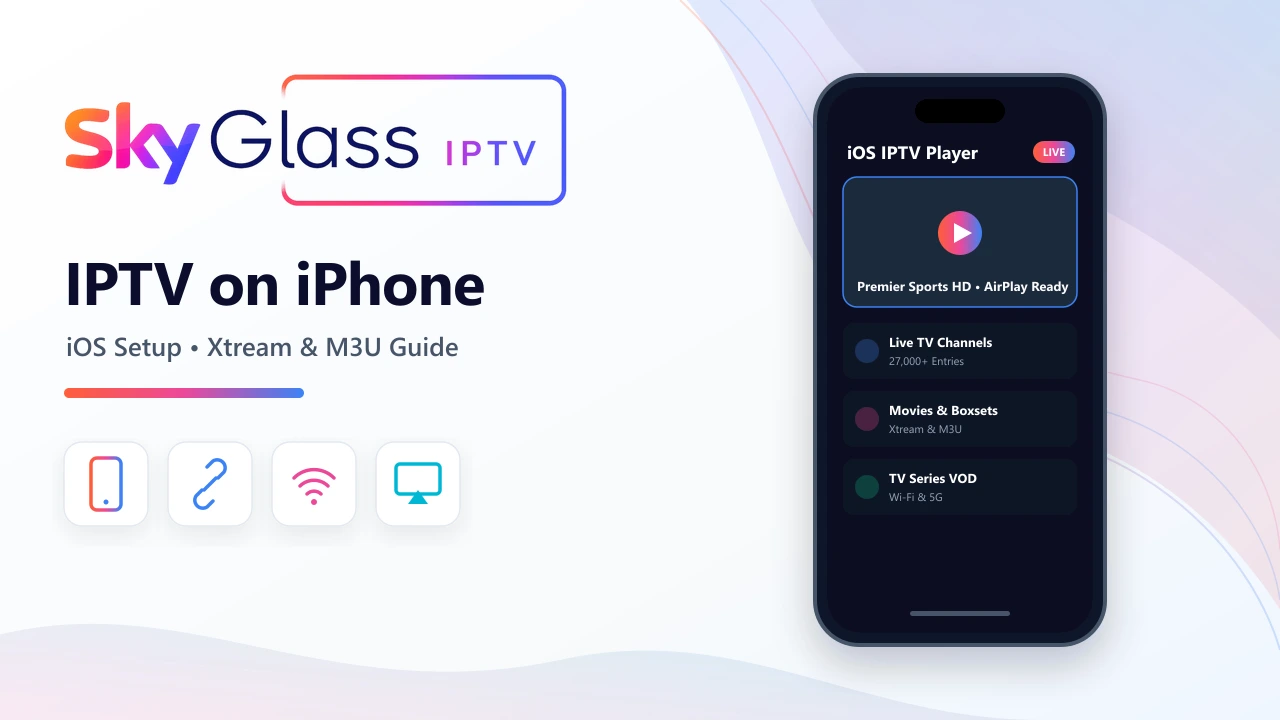 Sky Glass IPTV
IPTV on iPhone
iOS Setup • Xtream & M3U Guide
iOS IPTV Player
LIVE
Premier Sports HD • AirPlay Ready
Live TV Channels
27,000+ Entries
Movies & Boxsets
Xtream & M3U
TV Series VOD
Wi-Fi & 5G